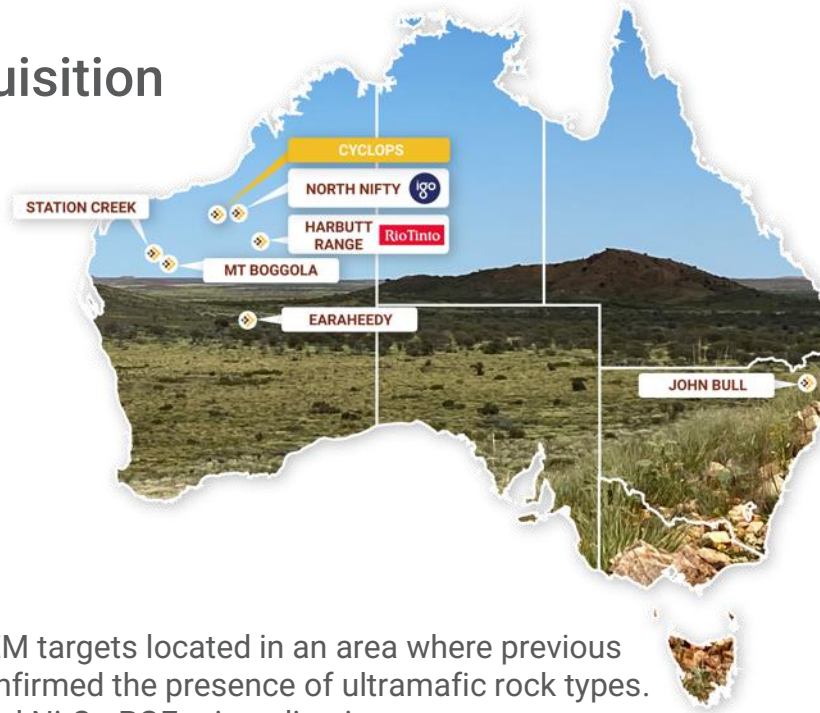 uisition
CYCLOPS
NORTH NIFTY igo
STATION CREEK
HARBUTT
RANGE RioTinto
MT BOGGOLA
EARAHEEDY
JOHN BULL
EM targets located in an area where previous
nfirmed the presence of ultramafic rock types.